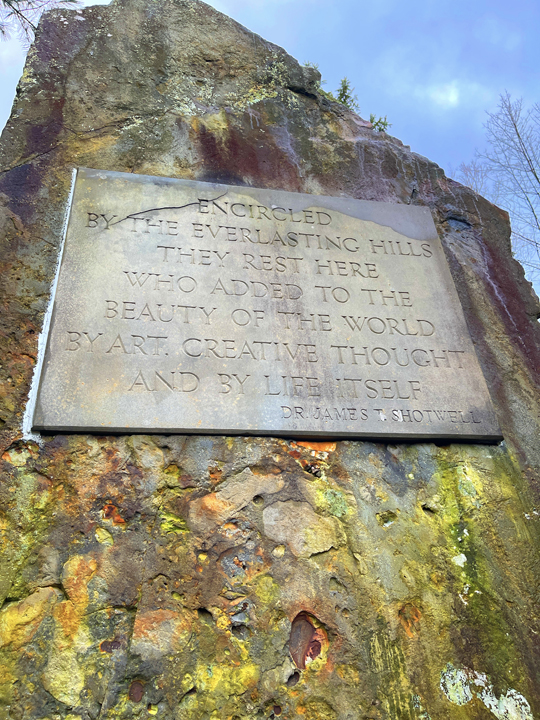 ENCIRCLED
BY THE EVERLASTING HILLS
THEY REST HERE
WHO ADDED TO THE
BEAUTY OF THE WORLD
BY ART, CREATIVE THOUGHT
AND BY LIFE ITSELF
DR. JAMES T. SHOTWELL